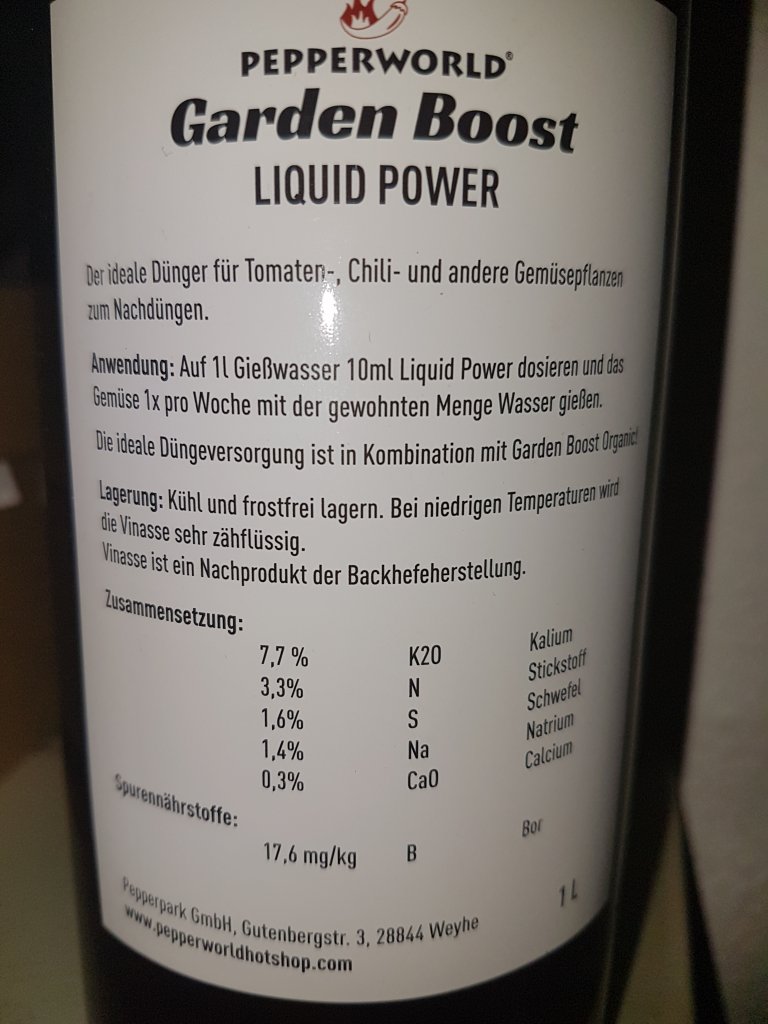 PEPPERWORLD®
Garden Boost
LIQUID POWER
Der ideale Dünger für Tomaten-, Chili- und andere Gemüsepflanzen
zum Nachdüngen.
Anwendung: Auf 1l Gießwasser 10ml Liquid Power dosieren und das
Gemüse 1x pro Woche mit der gewohnten Menge Wasser gießen.
Die ideale Düngeversorgung ist in Kombination mit Garden Boost Organic!
Lagerung: Kühl und frostfrei lagern. Bei niedrigen Temperaturen wird
die Vinasse sehr zähflüssig.
Vinasse ist ein Nachprodukt der Backhefeherstellung.
Zusammensetzung:
7,7 % K2O Kalium
3,3% N Stickstoff
1,6% S Schwefel
1,4% Na Natrium
0,3% CaO Calcium
Spurennährstoffe:
17,6 mg/kg B Bor
1 L
Pepperpark GmbH, Gutenbergstr. 3, 28844 Weyhe
www.pepperworldhotshop.com